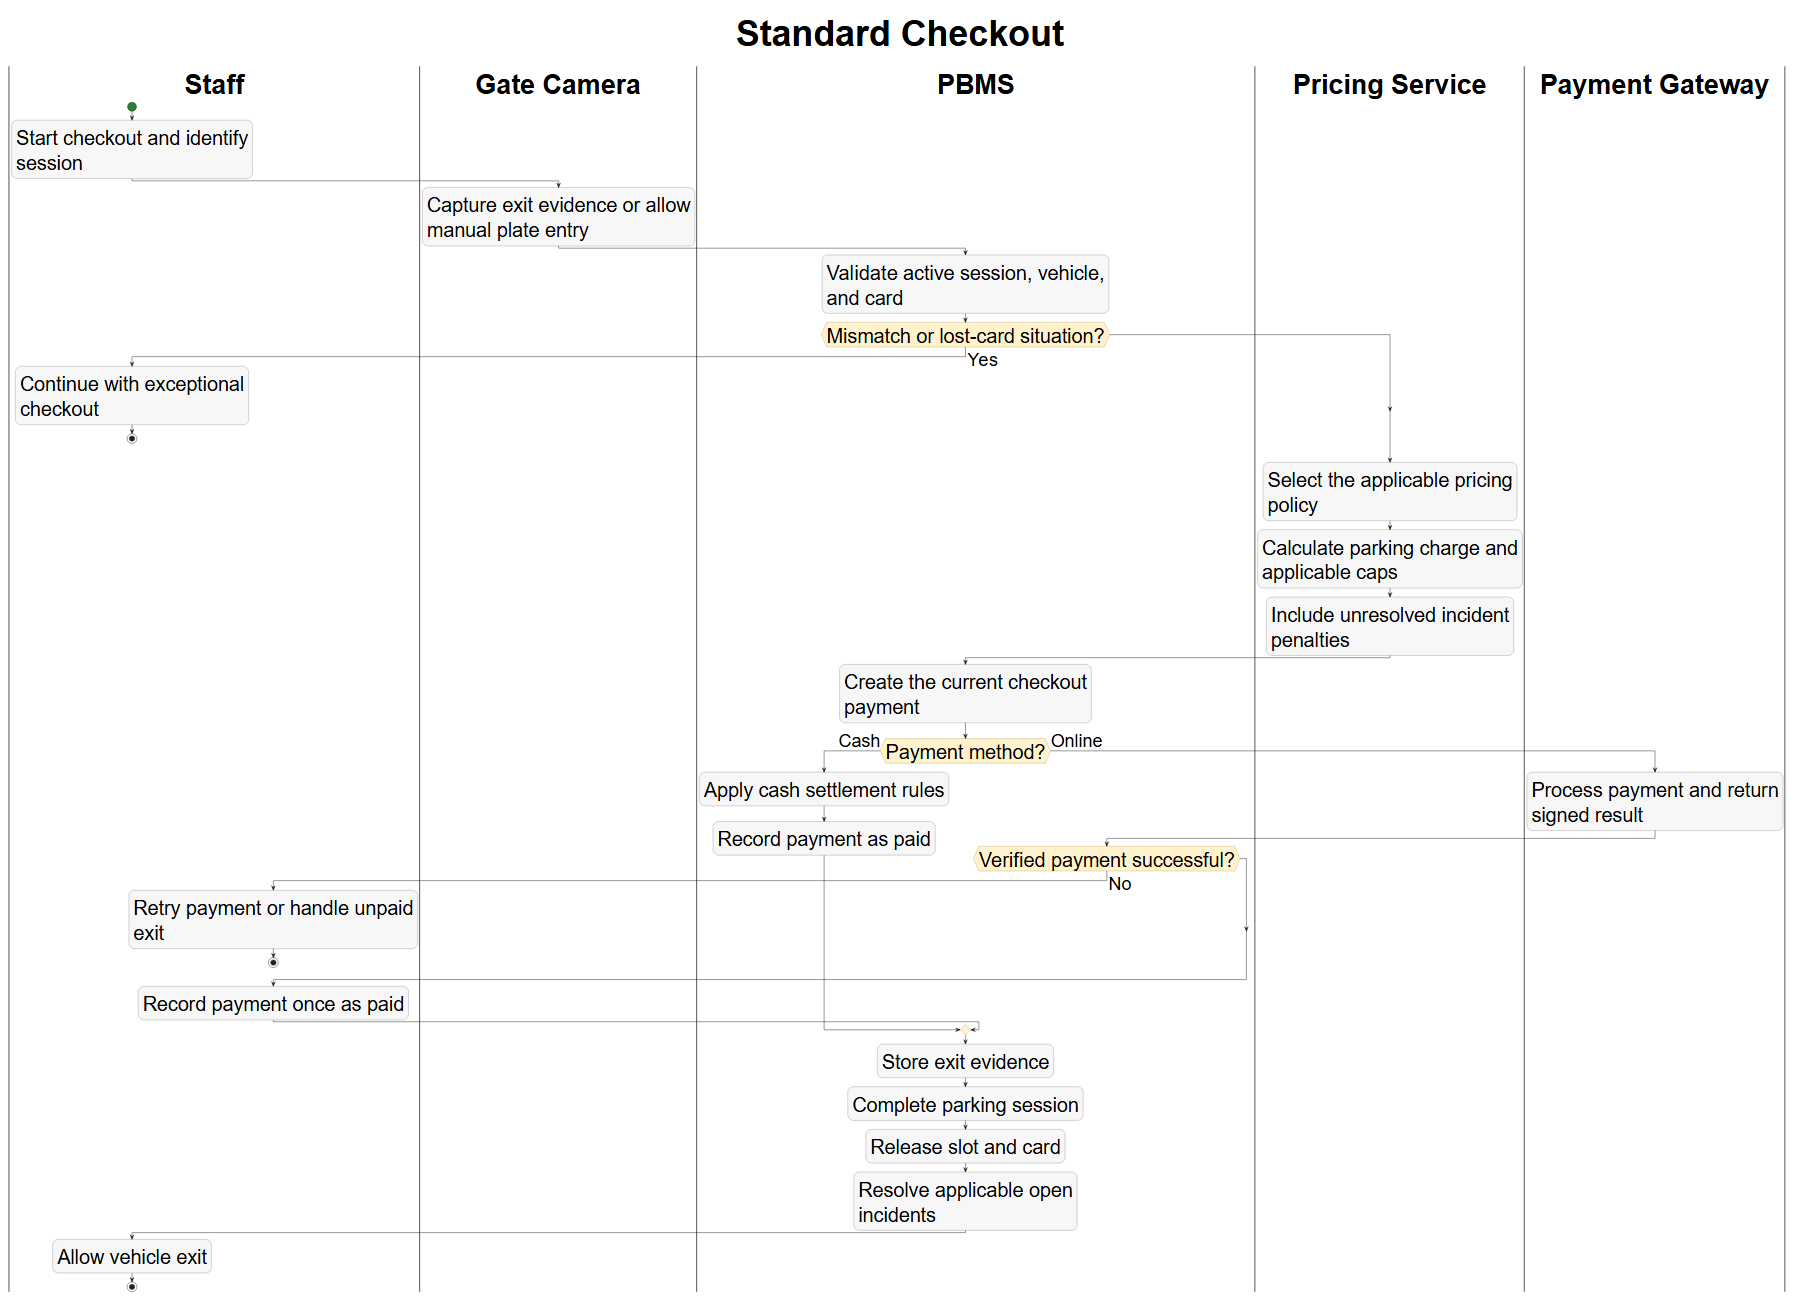 Standard Checkout
Staff
Gate Camera
PBMS
Pricing Service
Payment Gateway
Start checkout and identify
session
Capture exit evidence or allow
manual plate entry
Validate active session, vehicle,
and card
Mismatch or lost-card situation?
Yes
Continue with exceptional
checkout
Select the applicable pricing
policy
Calculate parking charge and
applicable caps
Include unresolved incident
penalties
Create the current checkout
payment
Cash
Payment method?
Online
Apply cash settlement rules
Process payment and return
signed result
Record payment as paid
Verified payment successful?
No
Retry payment or handle unpaid
exit
Record payment once as paid
Store exit evidence
Complete parking session
Release slot and card
Resolve applicable open
incidents
Allow vehicle exit